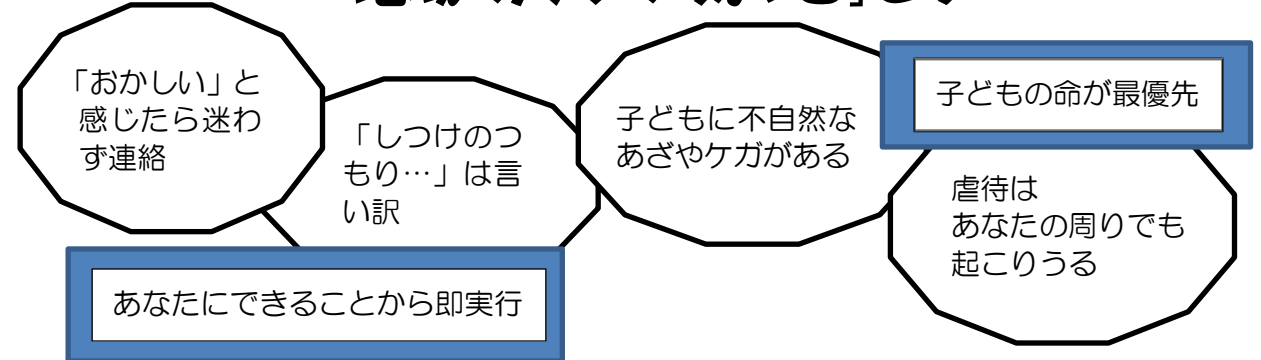 「おかしい」と
感じたら迷わ
ず連絡
「しつけのつ
もり…」は言
い訳
子どもに不自然な
あざやケガがある
子どもの命が最優先
虐待は
あなたの周りでも
起こりうる
あなたにできることから即実行